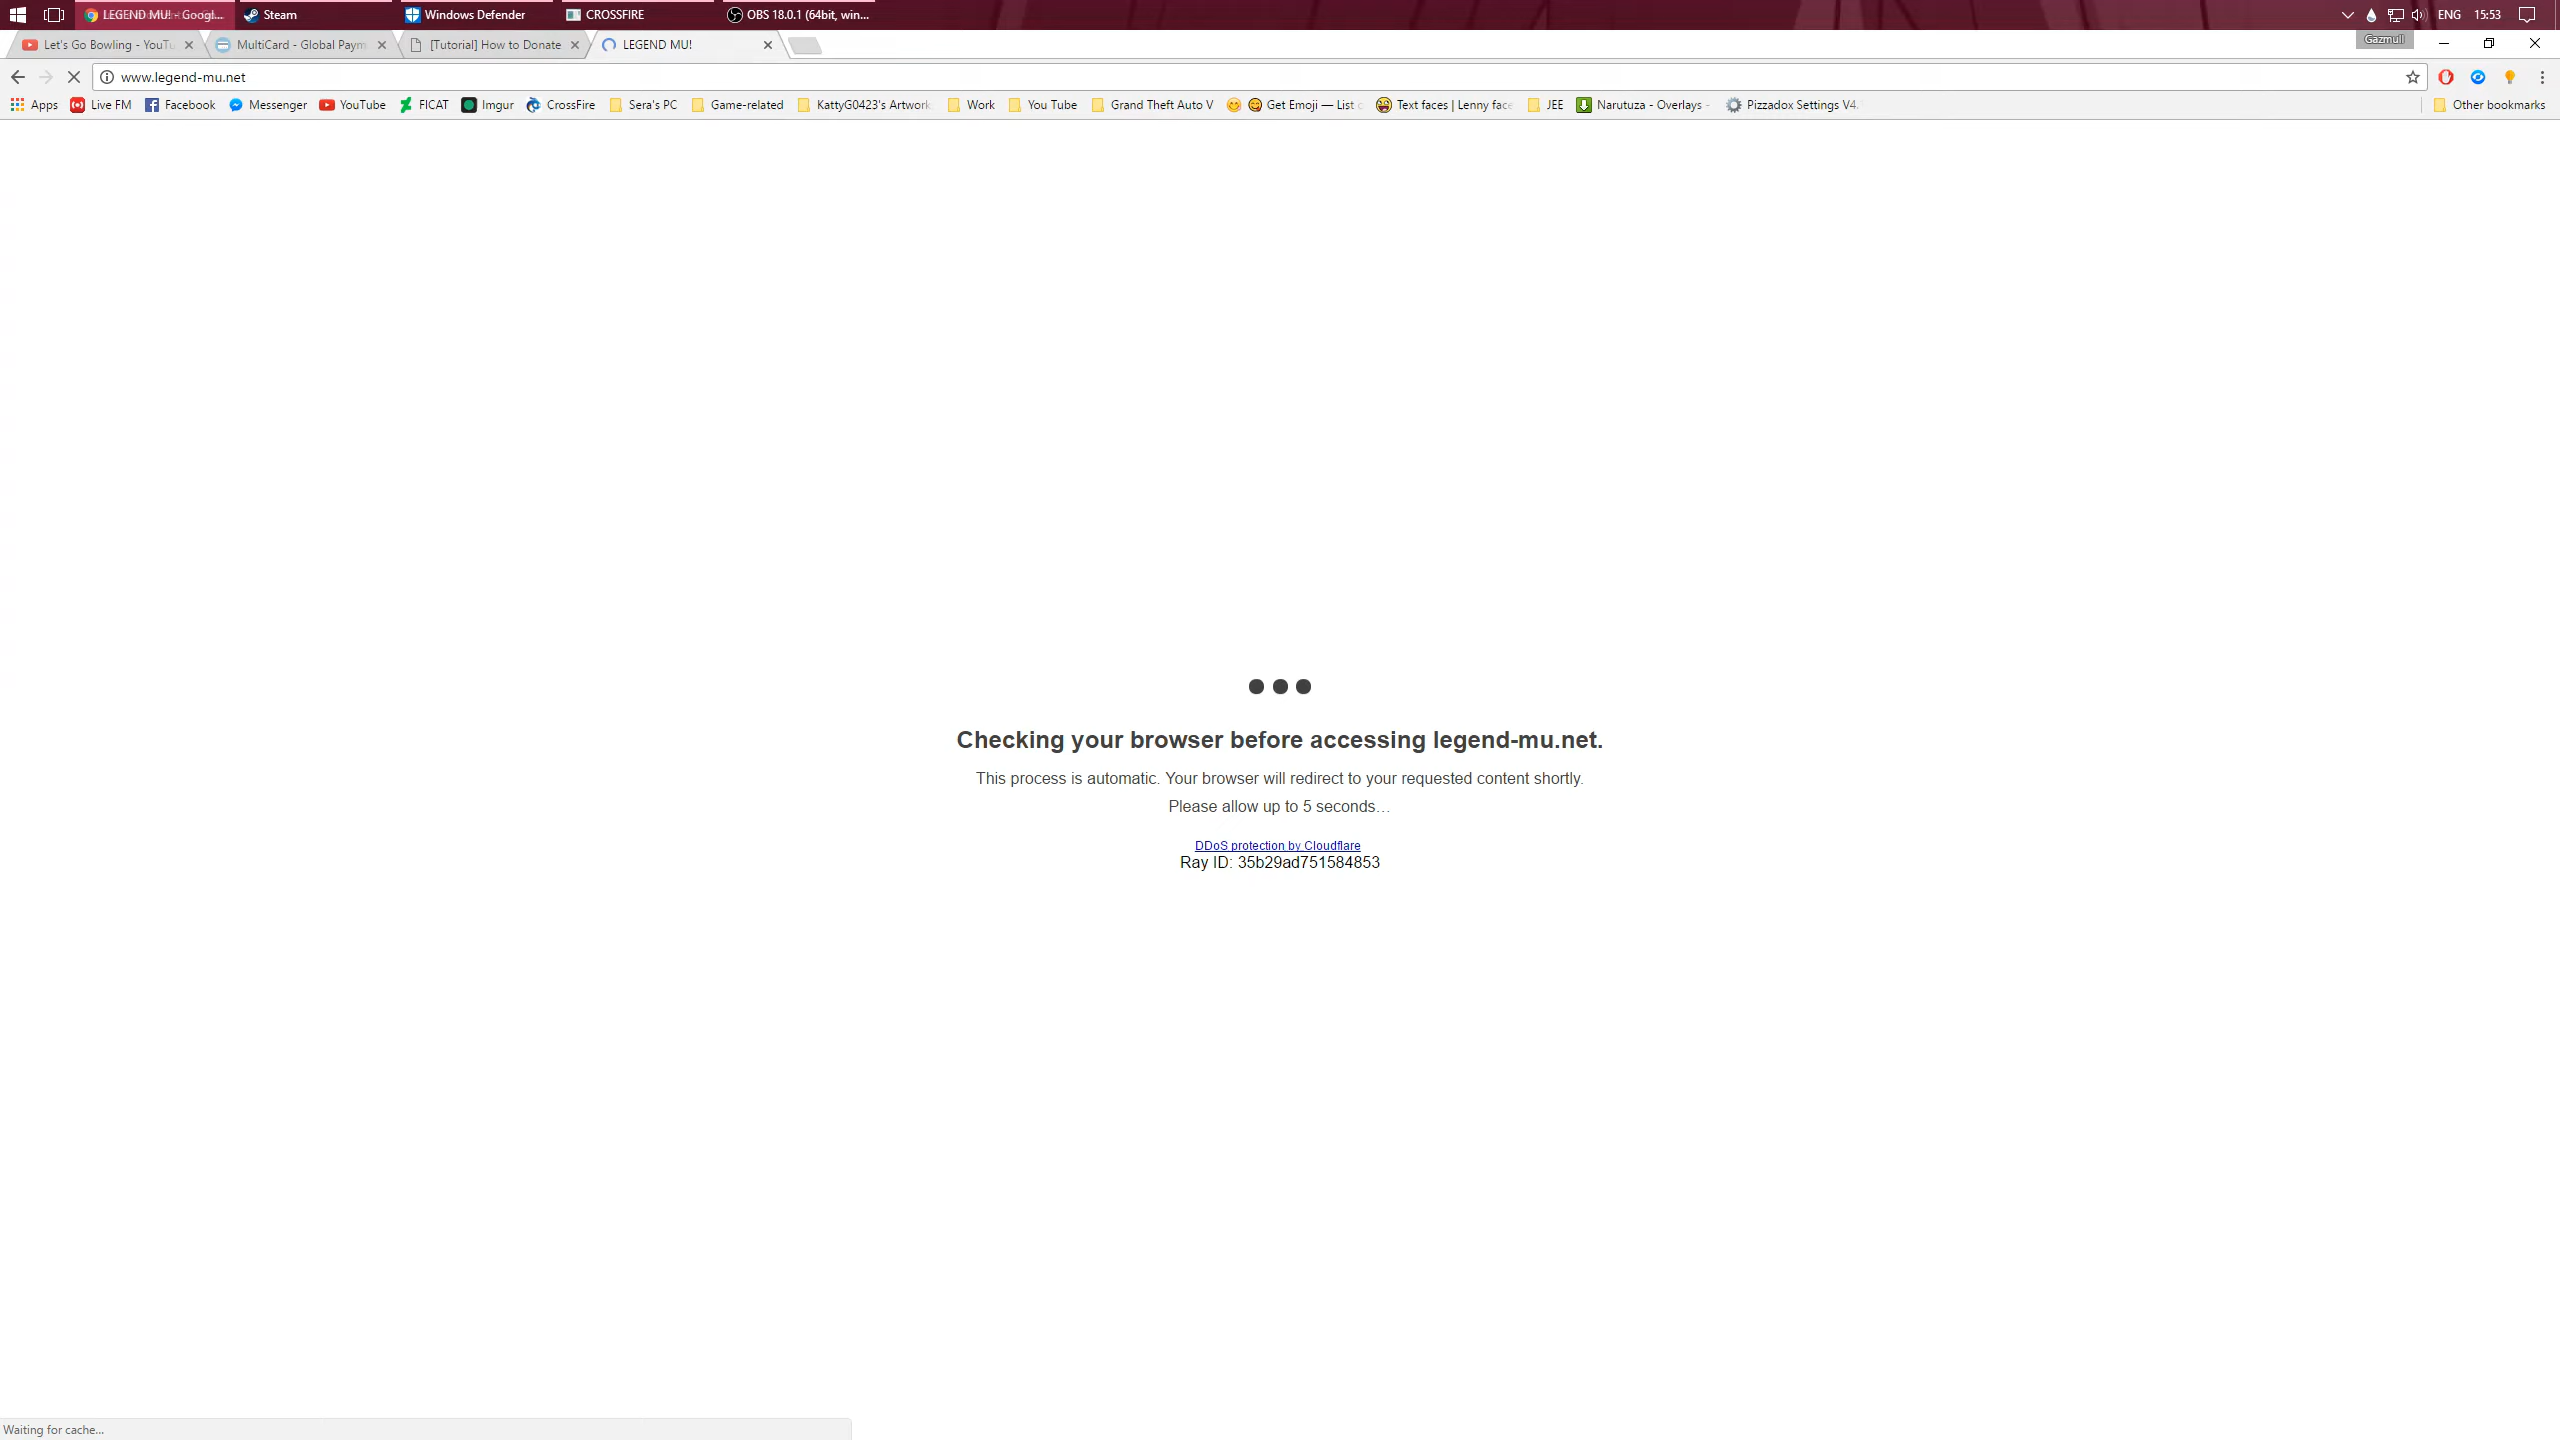 LEGEND MU! - Googl...
Steam
Windows Defender
CROSSFIRE
OBS 18.0.1 (64bit, win...
ENG
15:53
Let's Go Bowling - YouTu
MultiCard - Global Paym
[Tutorial] How to Donate
LEGEND MU!
Gazmull
www.legend-mu.net
Apps
Live FM
Facebook
Messenger
YouTube
FICAT
Imgur
CrossFire
Sera's PC
Game-related
KattyG0423's Artwork
Work
You Tube
Grand Theft Auto V
Get Emoji — List
Text faces | Lenny face
JEE
Narutuza - Overlays -
Pizzadox Settings V4.
Other bookmarks
Checking your browser before accessing legend-mu.net.
This process is automatic. Your browser will redirect to your requested content shortly.
Please allow up to 5 seconds…
DDoS protection by Cloudflare
Ray ID: 35b29ad751584853
Waiting for cache...